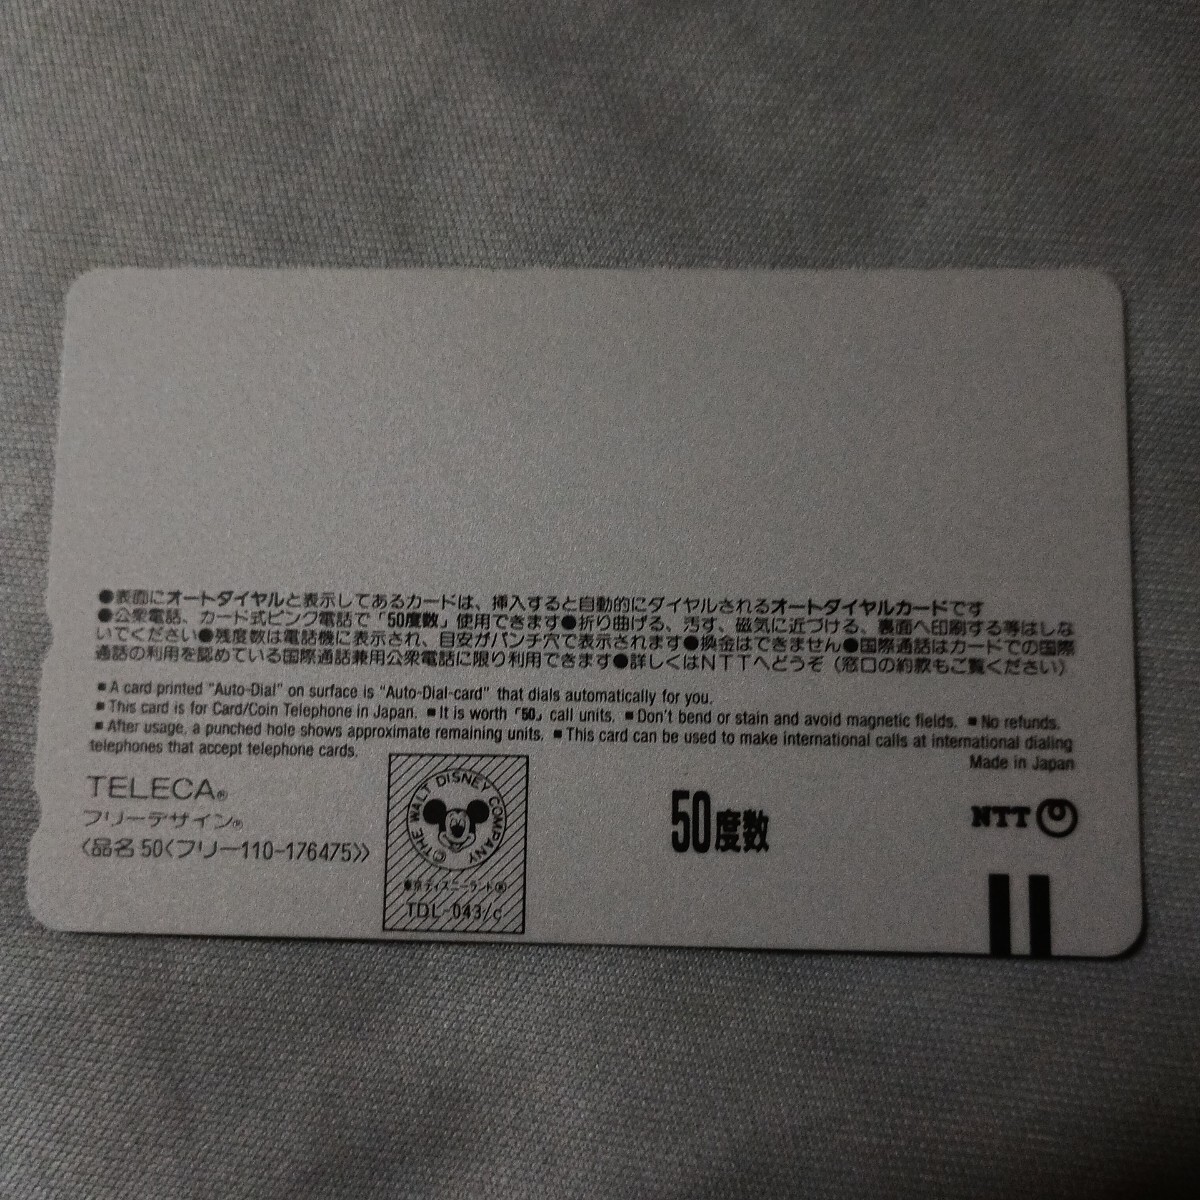 ●表面にオートダイヤルと表示してあるカードは、挿入すると自動的にダイヤルされるオートダイヤルカードです
●公衆電話、カード式ピンク電話で「50度数」使用できます●折り曲げる、汚す、磁気に近づける、裏面へ印刷する等はしな
いでください●残度数は電話機に表示され、目安がパンチ穴で表示されます●換金はできません●国際通話はカードでの国際
通話の利用を認めている国際通話兼用公衆電話に限り利用できます●詳しくはNTTへどうぞ（窓口の約款もご覧ください）
■A card printed "Auto-Dial" on surface is "Auto-Dial-card" that dials automatically for you.
■This card is for Card/Coin Telephone in Japan. ■It is worth「50」call units. ■Don't bend or stain and avoid magnetic fields. ■No refunds.
■After usage, a punched hole shows approximate remaining units. ■This card can be used to make international calls at international dialing
telephones that accept telephone cards.
Made in Japan
TELECA®
フリーデザイン®
〈品名 50〈フリー110-176475〉〉
©THE WALT DISNEY COMPANY
東京ディズニーランド®
TDL-043/c
50度数
NTT